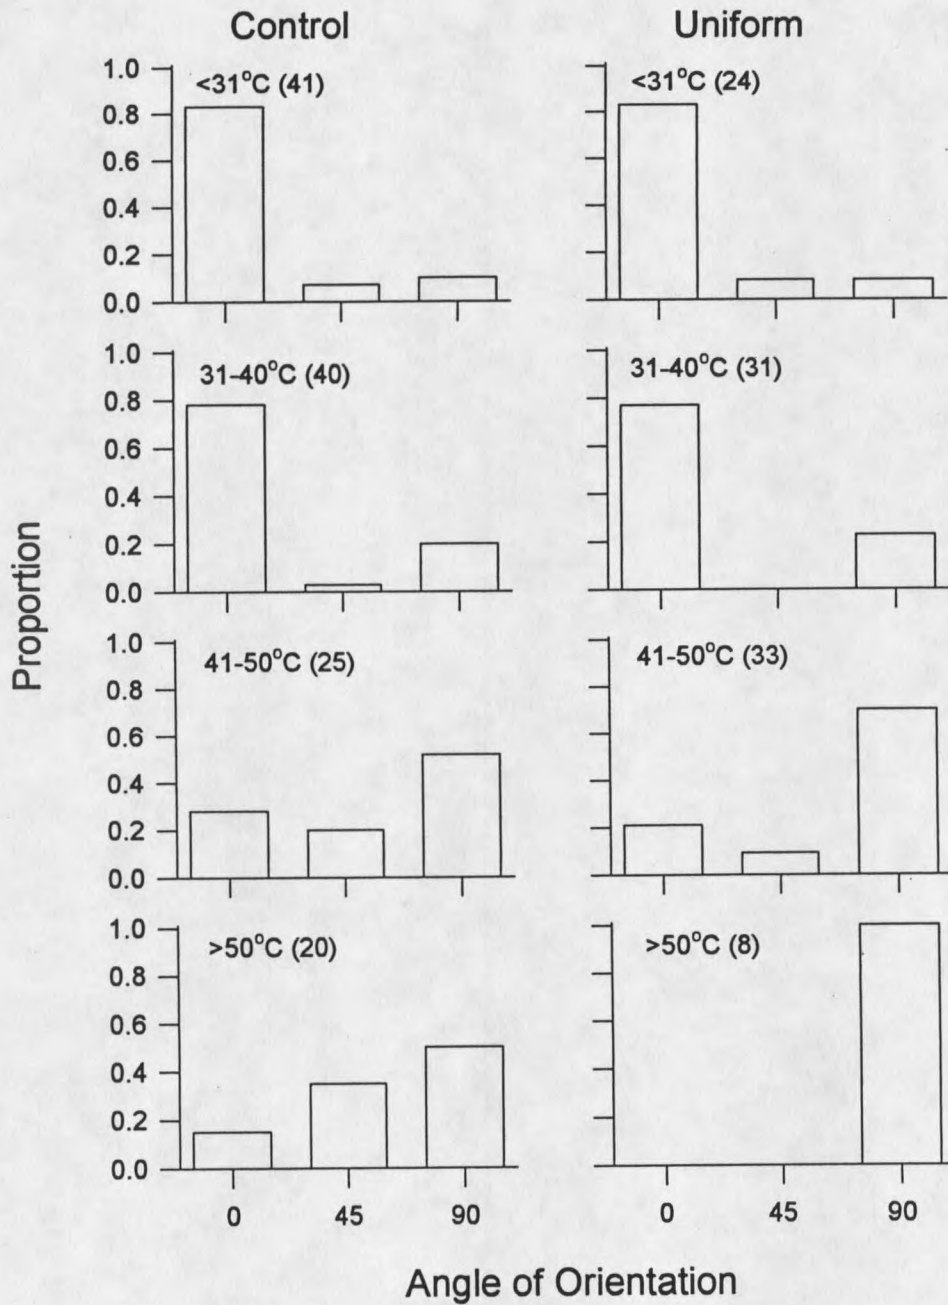 Control
Uniform
<31°C (41)
1.0
0.8
0.6
0.4
0.2
0.0
<31°C (24)
31-40°C (40)
1.0
0.8
0.6
0.4
0.2
0.0
31-40°C (31)
Proportion
41-50°C (25)
1.0
0.8
0.6
0.4
0.2
0.0
41-50°C (33)
>50°C (20)
1.0
0.8
0.6
0.4
0.2
0.0
0 45 90
>50°C (8)
0 45 90
Angle of Orientation